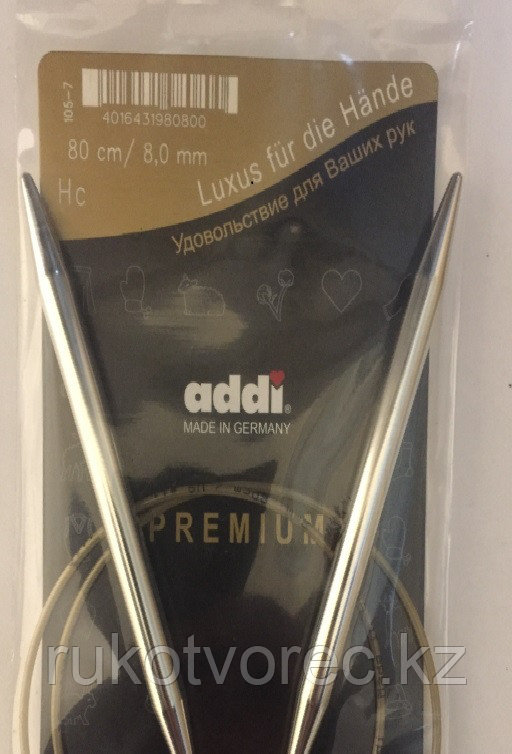 105-7
4016431980800
80 cm/ 8,0 mm
Нс
Luxus für die Hände
Удовольствие для Ваших рук
addi®
MADE IN GERMANY
PREMIUM
rukotvorec.kz